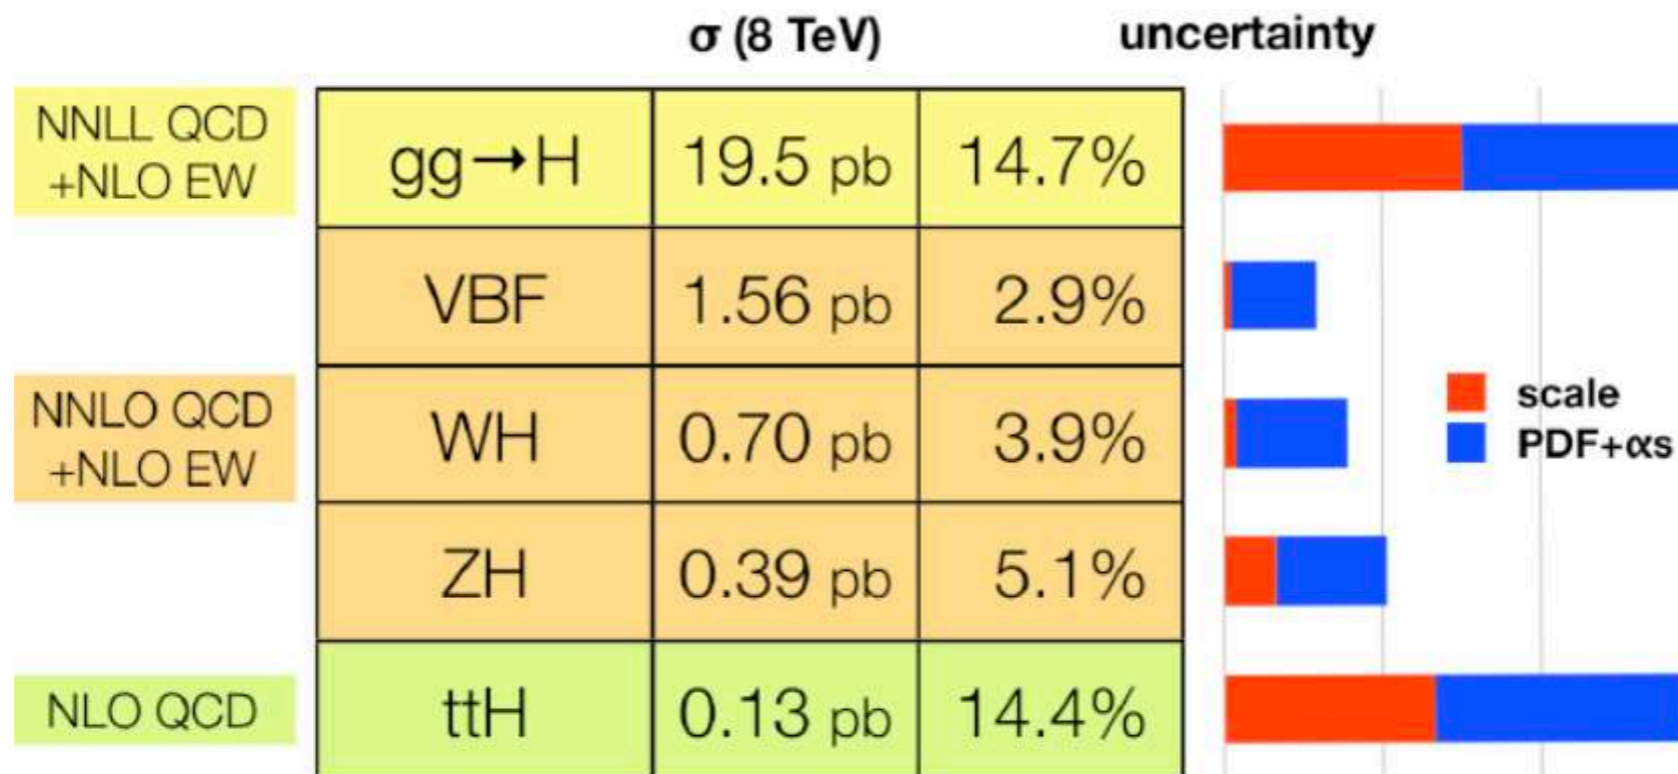 σ (8 TeV) uncertainty
NNLL QCD
+NLO EW
gg→H 19.5 pb 14.7%
VBF 1.56 pb 2.9%
NNLO QCD
+NLO EW
WH 0.70 pb 3.9%
scale
PDF+αs
ZH 0.39 pb 5.1%
NLO QCD
ttH 0.13 pb 14.4%